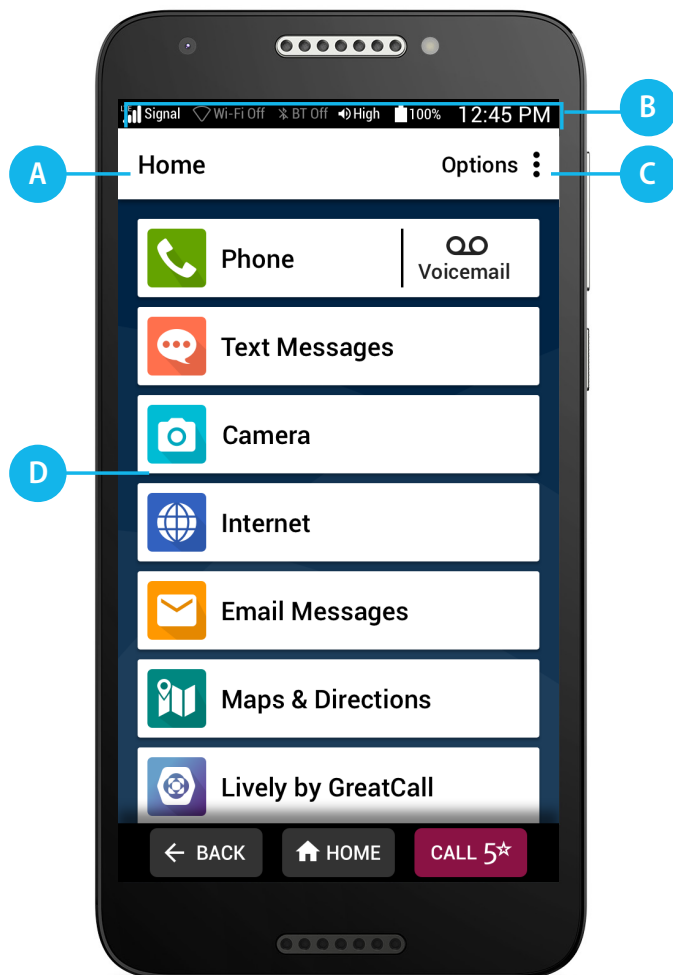 LTE Signal Wi-Fi Off BT Off High 100% 12:45 PM
B
A
Home Options
C
Phone Voicemail
Text Messages
Camera
D
Internet
Email Messages
Maps & Directions
Lively by GreatCall
BACK HOME CALL 5☆